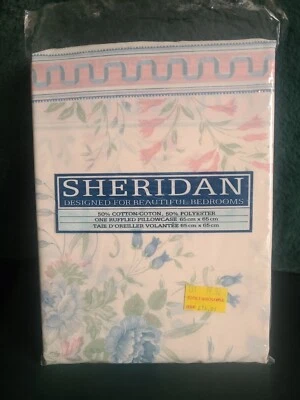 SHERIDAN
DESIGNED FOR BEAUTIFUL BEDROOMS
50% COTTON-COTON, 50% POLYESTER
ONE RUFFLED PILLOWCASE 65 cm x 65 cm
TAIE D'OREILLER VOLANTÉE 65 cm x 65 cm